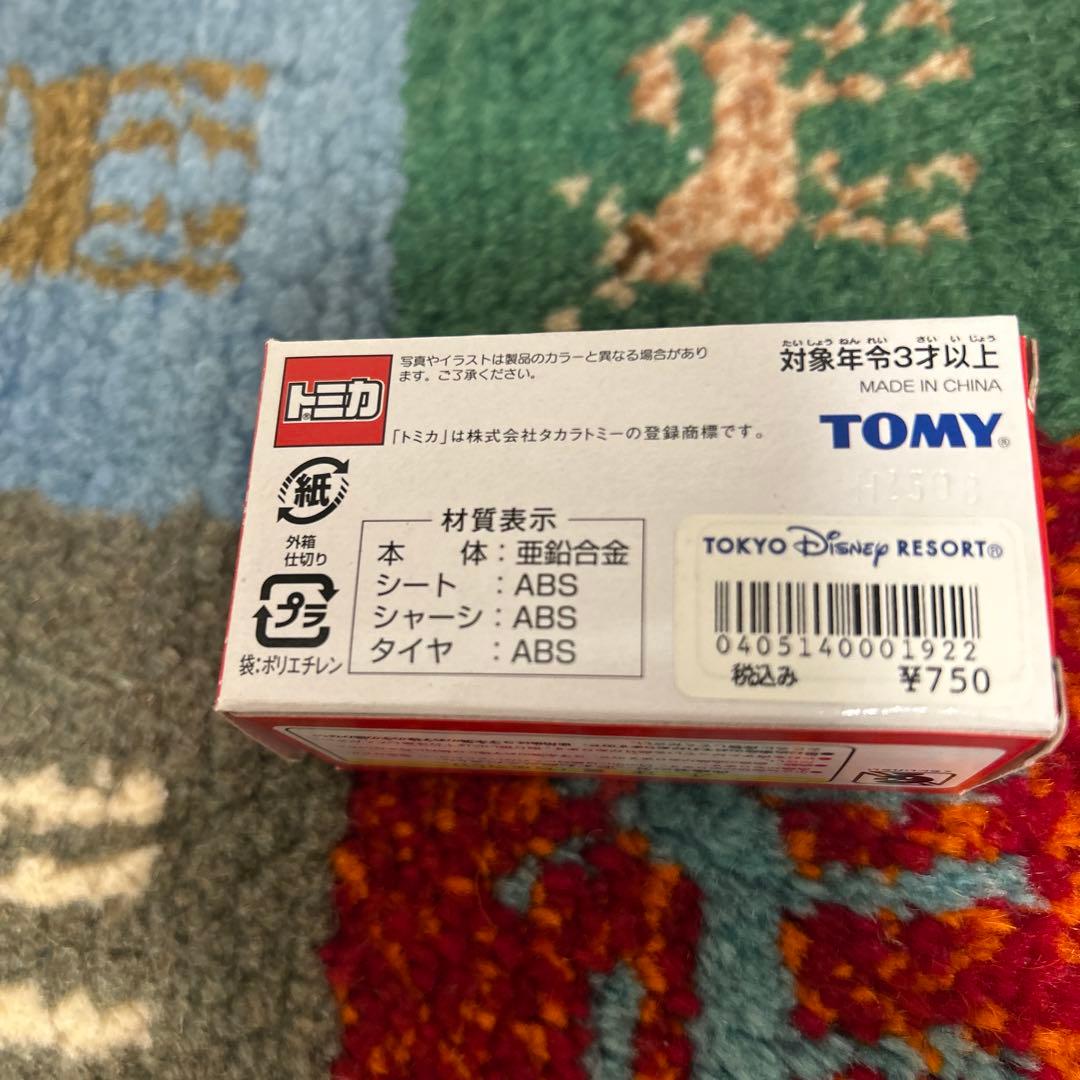 トミカ®
写真やイラストは製品のカラーと異なる場合があり
ます。ご了承ください。
「トミカ」は株式会社タカラトミーの登録商標です。
たいしょう ねん れい さい い じょう
対象年令3才以上
MADE IN CHINA
TOMY®
紙
外箱
仕切り
プラ
袋:ポリエチレン
材質表示
本 体:亜鉛合金
シート :ABS
シャーシ:ABS
タイヤ :ABS
TOKYO Disney RESORT®
0405140001922
税込み ¥750